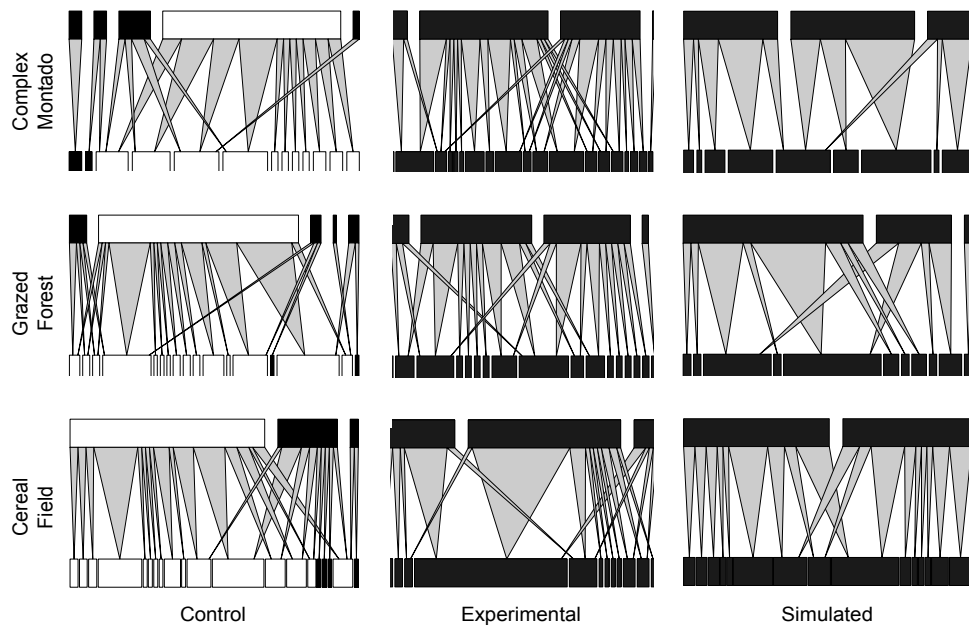 Complex
Montado
Grazed
Forest
Cereal
Field
Control
Experimental
Simulated